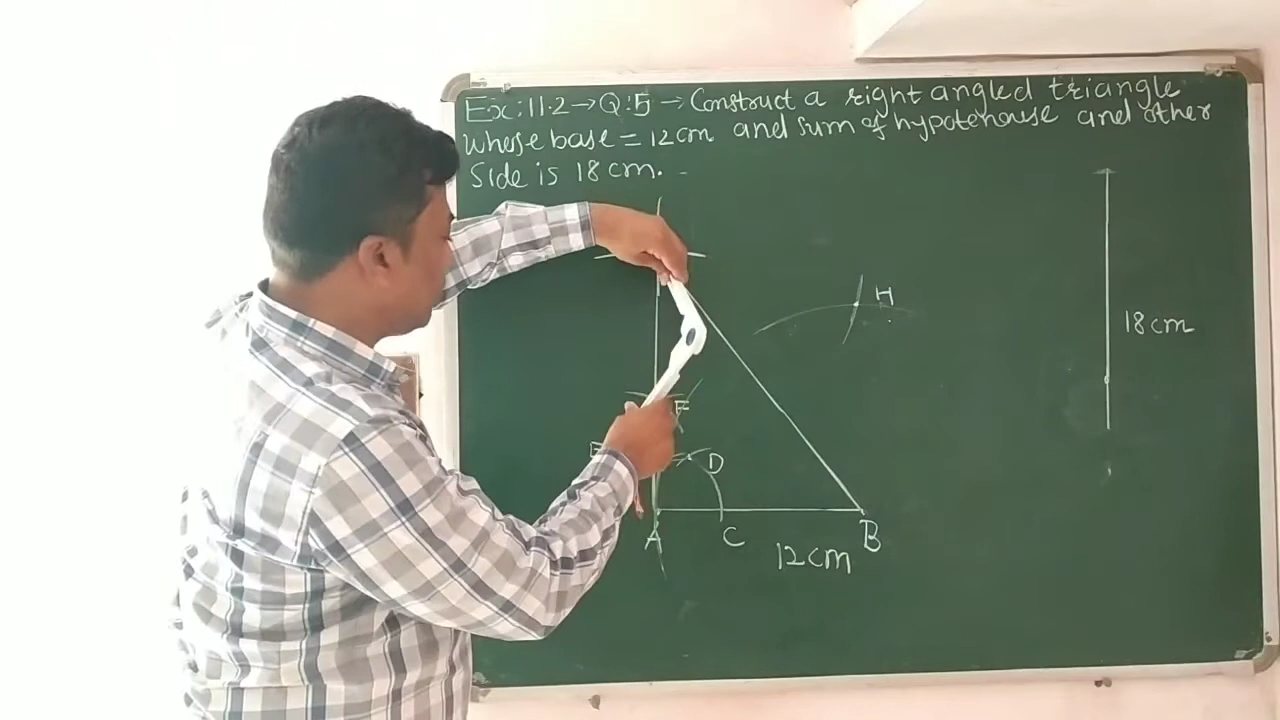 Ex:11.2→Q:5→Construct a right angled triangle
whose base = 12cm and sum of hypotehouse and other
Side is 18 cm.
H
18cm
F
E
D
A
C
B
12cm